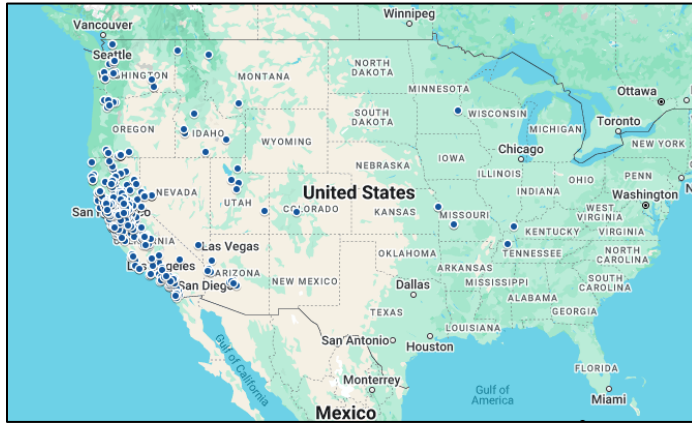 Winnipeg
Vancouver
Seattle
NORTH
DAKOTA
MONTANA
MINNESOTA
Ottawa
OREGON
IDAHO
SOUTH
DAKOTA
WISCONSIN
MICHIGAN
Toronto
WYOMING
IOWA
Chicago
NEW YORK
NEBRASKA
ILLINOIS
INDIANA
OHIO
PENN
NEVADA
UTAH
COLORADO
United States
KANSAS
MISSOURI
WEST
VIRGINIA
Washington
KENTUCKY
VIRGINIA
Las Vegas
TENNESSEE
NORTH
CAROLINA
ARIZONA
NEW MEXICO
OKLAHOMA
ARKANSAS
San Diego
Dallas
MISSISSIPPI
SOUTH
CAROLINA
ALABAMA
GEORGIA
TEXAS
LOUISIANA
San Antonio
Houston
FLORIDA
Gulf of
California
Monterrey
Gulf of
America
Miami
Mexico